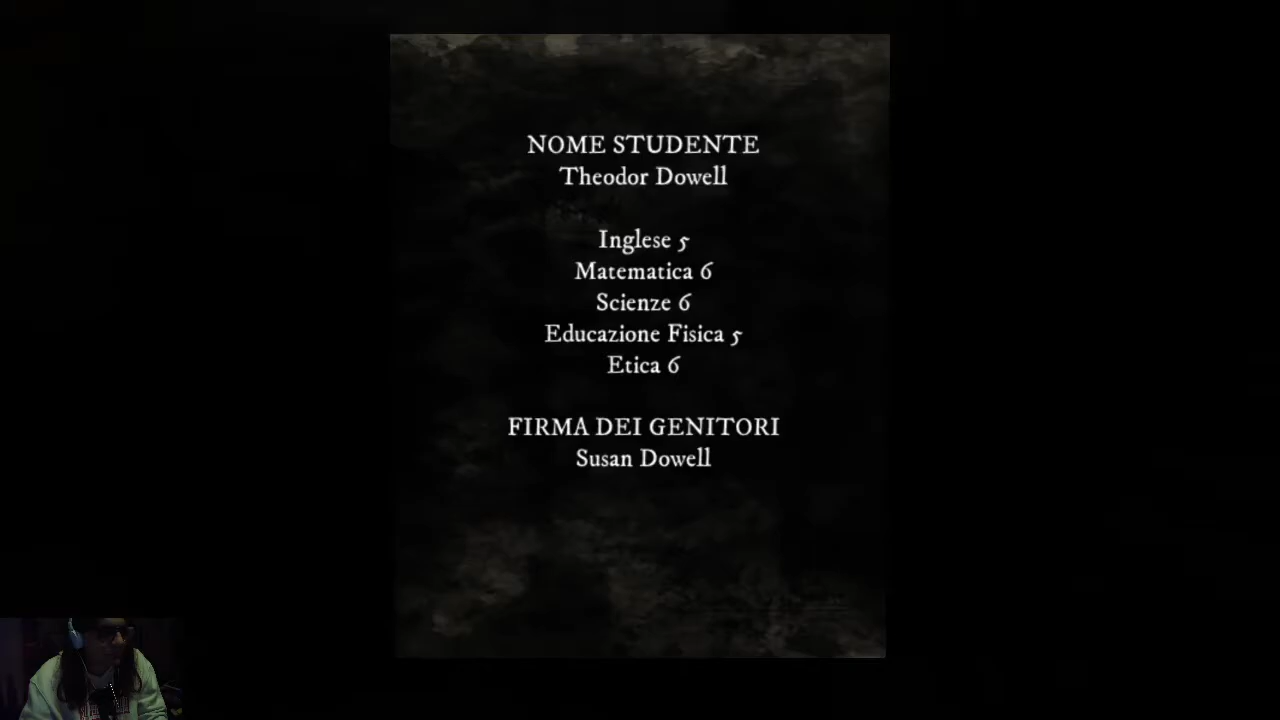 NOME STUDENTE
Theodor Dowell
Inglese 5
Matematica 6
Scienze 6
Educazione Fisica 5
Etica 6
FIRMA DEI GENITORI
Susan Dowell